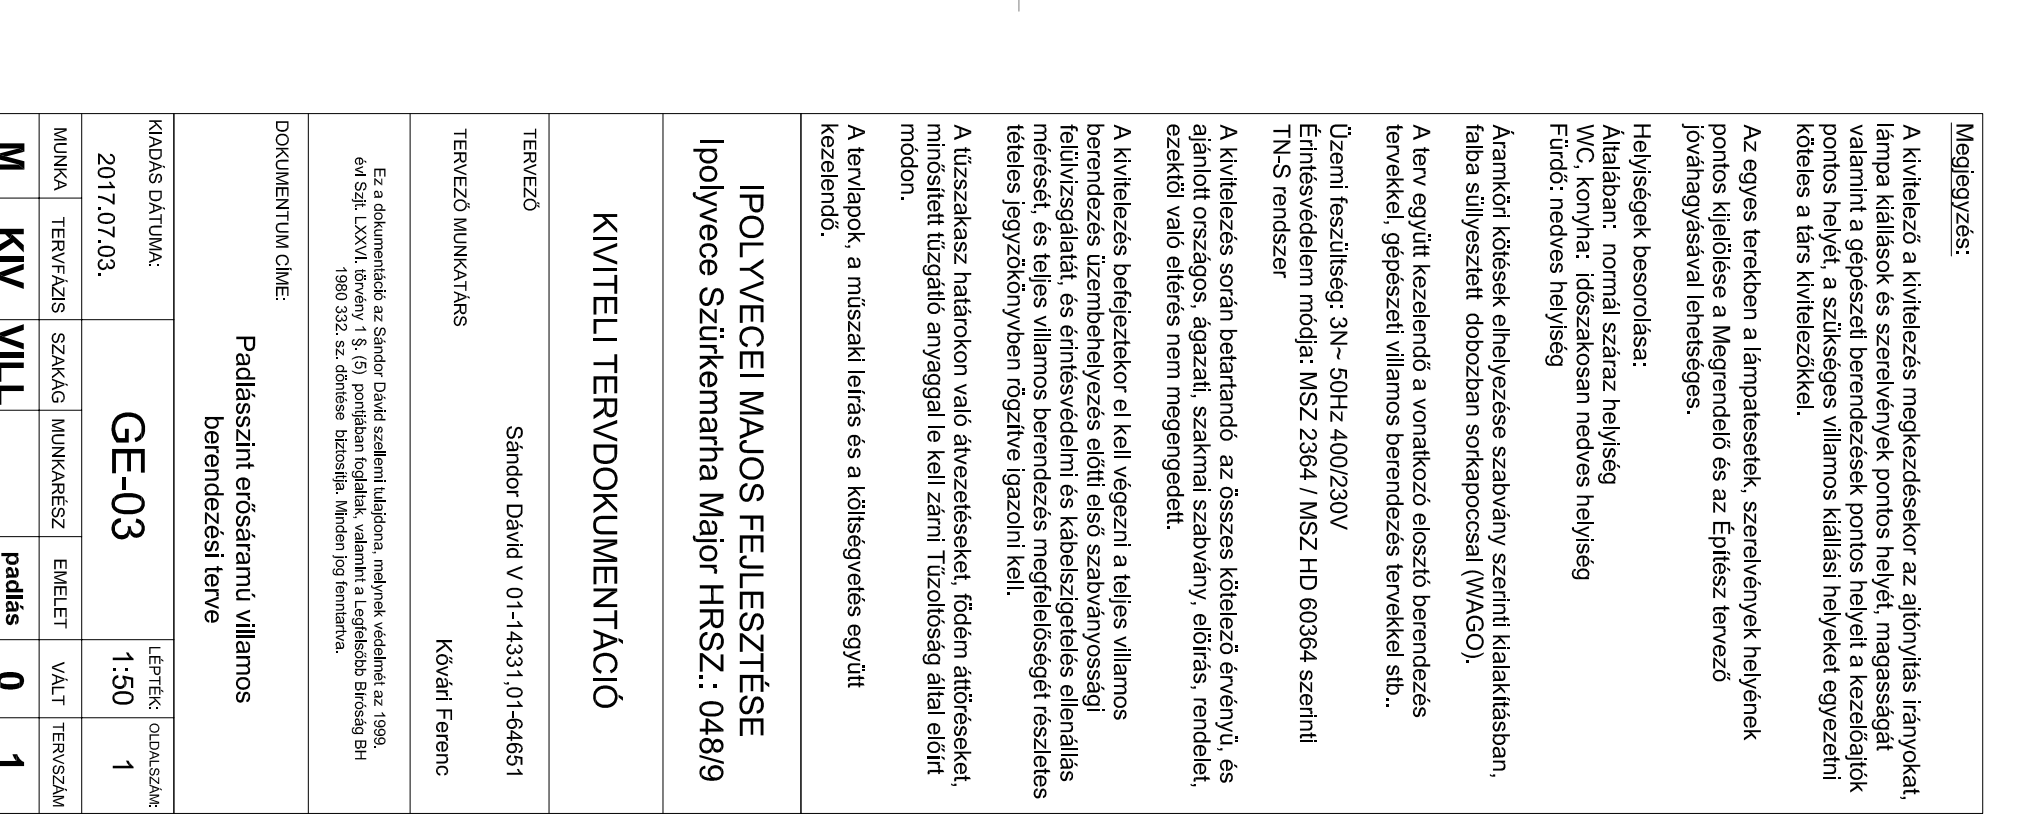 Megjegyzés:
A kivitelező a kivitelezés megkezdésekor az ajtónyitás irányokat,
lámpa kiállások és szerelvények pontos helyét, magasságát
valamint a gépészeti berendezések pontos helyeit a kezelőajtók
pontos helyét, a szükséges villamos kiállási helyeket egyezetni
köteles a társ kivitelezőkkel.
Az egyes terekben a lámpatesetek, szerelvények helyének
pontos kijelölése a Megrendelő és az Építész tervező
jóváhagyásával lehetséges.
Helyiségek besorolása:
Általában: normál száraz helyiség
WC, konyha: időszakosan nedves helyiség
Fürdő: nedves helyiség
Áramköri kötések elhelyezése szabvány szerinti kialakításban,
falba süllyesztett dobozban sorkapoccsal (WAGO).
A terv együtt kezelendő a vonatkozó elosztó berendezés
tervekkel, gépészeti villamos berendezés tervekkel stb..
Üzemi feszültség: 3N~ 50Hz 400/230V
Érintésvédelem módja: MSZ 2364 / MSZ HD 60364 szerinti
TN-S rendszer
A kivitelezés során betartandó az összes kötelező érvényű, és
ajánlott országos, ágazati, szakmai szabvány, előírás, rendelet,
ezektöl való eltérés nem megengedett.
A kivitelezés befejeztekor el kell végezni a teljes villamos
berendezés üzembehelyezés előtti első szabványossági
felülvizsgálatát, és érintésvédelmi és kábelszigetelés ellenállás
mérését, és teljes villamos berendezés megfelelőségét részletes
tételes jegyzőkönyvben rögzítve igazolni kell.
A tűzszakasz határokon való átvezetéseket, födém áttöréseket,
minősített tűzgátló anyaggal le kell zárni Tűzoltóság által előírt
módon.
A tervlapok, a műszaki leírás és a költségvetés együtt
kezelendő.
IPOLYVECEI MAJOS FEJLESZTÉSE
Ipolyvece Szürkemarha Major HRSZ.: 048/9
KIVITELI TERVDOKUMENTÁCIÓ
TERVEZŐ
Sándor Dávid V 01-14331,01-64651
TERVEZŐ MUNKATÁRS
Kővári Ferenc
Ez a dokumentáció az Sándor Dávid szellemi tulajdona, melynek védelmét az 1999.
évi Szjt. LXXVI. törvény 1 §. (5) pontjában foglaltak, valamint a Legfelsőbb Bíróság BH
1980 332. sz. döntése biztosítja. Minden jog fenntartva.
DOKUMENTUM CÍME:
Padlásszint erősáramú villamos
berendezési terve
KIADÁS DÁTUMA: LÉPTÉK: OLDALSZÁM:
2017.07.03. GE-03 1:50 1
MUNKA TERVFÁZIS SZAKÁG MUNKARÉSZ EMELET VÁLT TERVSZÁM
M KIV VILL padlás 0 1